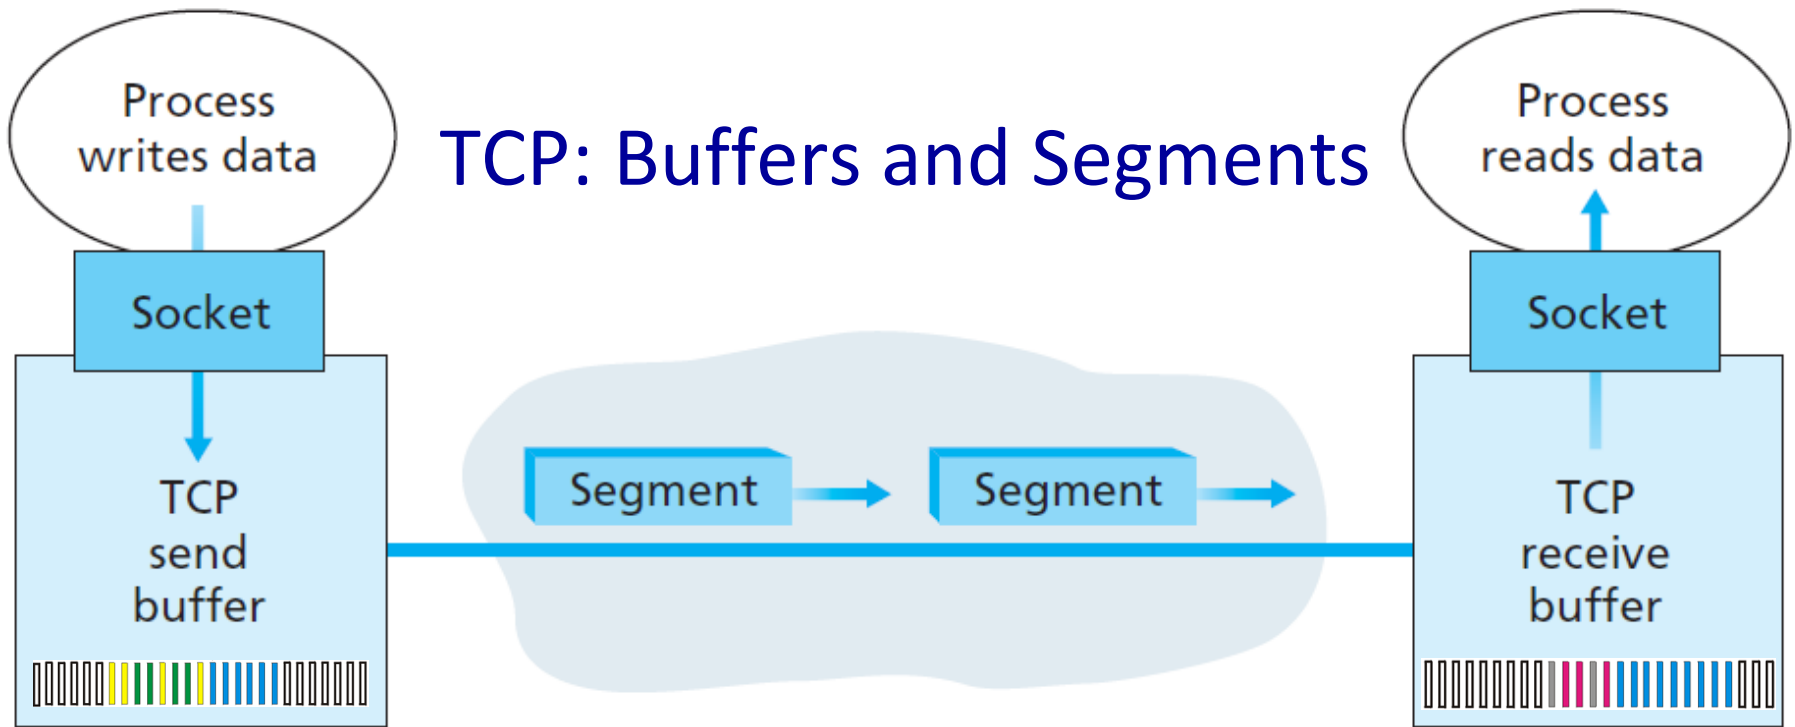 Process
writes data
TCP: Buffers and Segments
Process
reads data
Socket
Socket
Segment
Segment
TCP
send
buffer
TCP
receive
buffer